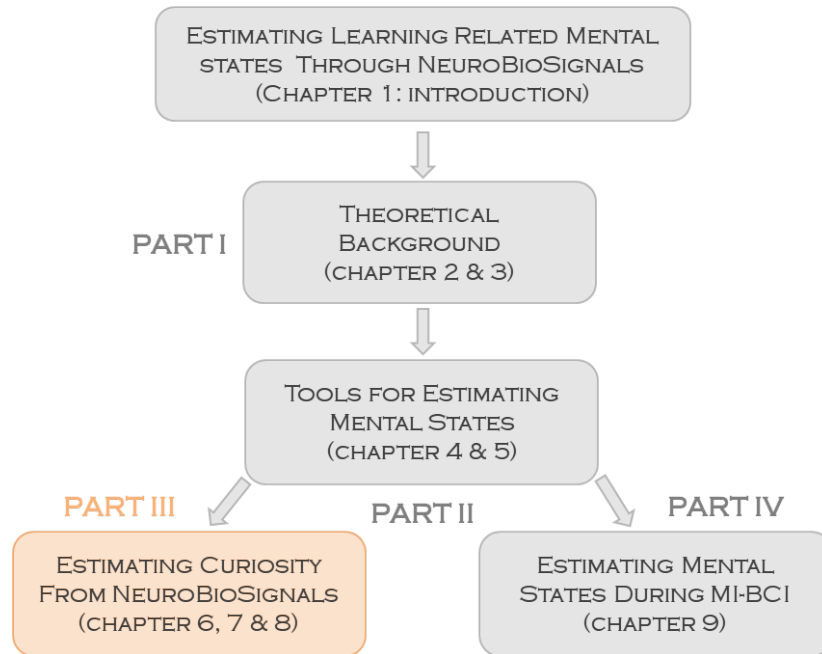 Estimating Learning Related Mental
states Through NeuroBioSignals
(Chapter 1: introduction)
PART I
Theoretical
Background
(chapter 2 & 3)
Tools for Estimating
Mental States
(chapter 4 & 5)
PART III
PART II
PART IV
Estimating Curiosity
From NeuroBioSignals
(chapter 6, 7 & 8)
Estimating Mental
States During MI-BCI
(chapter 9)